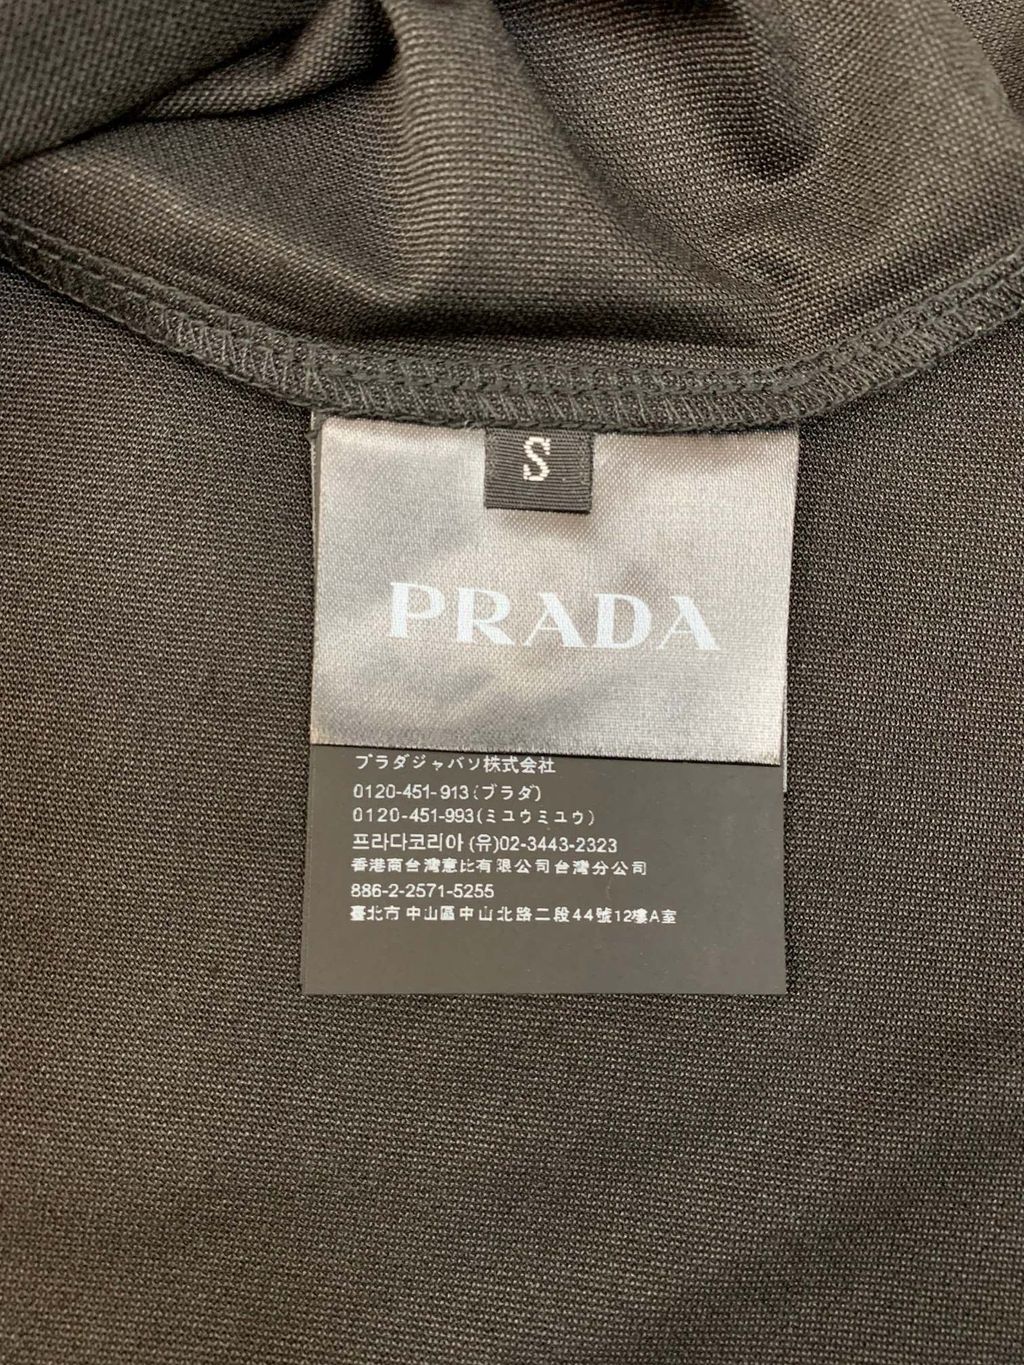 S
PRADA
プラダジャパソ株式会社
0120-451-913(プラダ)
0120-451-993(ミユウミユウ)
프라다코리아 (유)02-3443-2323
香港商台灣意比有限公司台灣分公司
886-2-2571-5255
臺北市中山區中山北路二段44號12樓A室